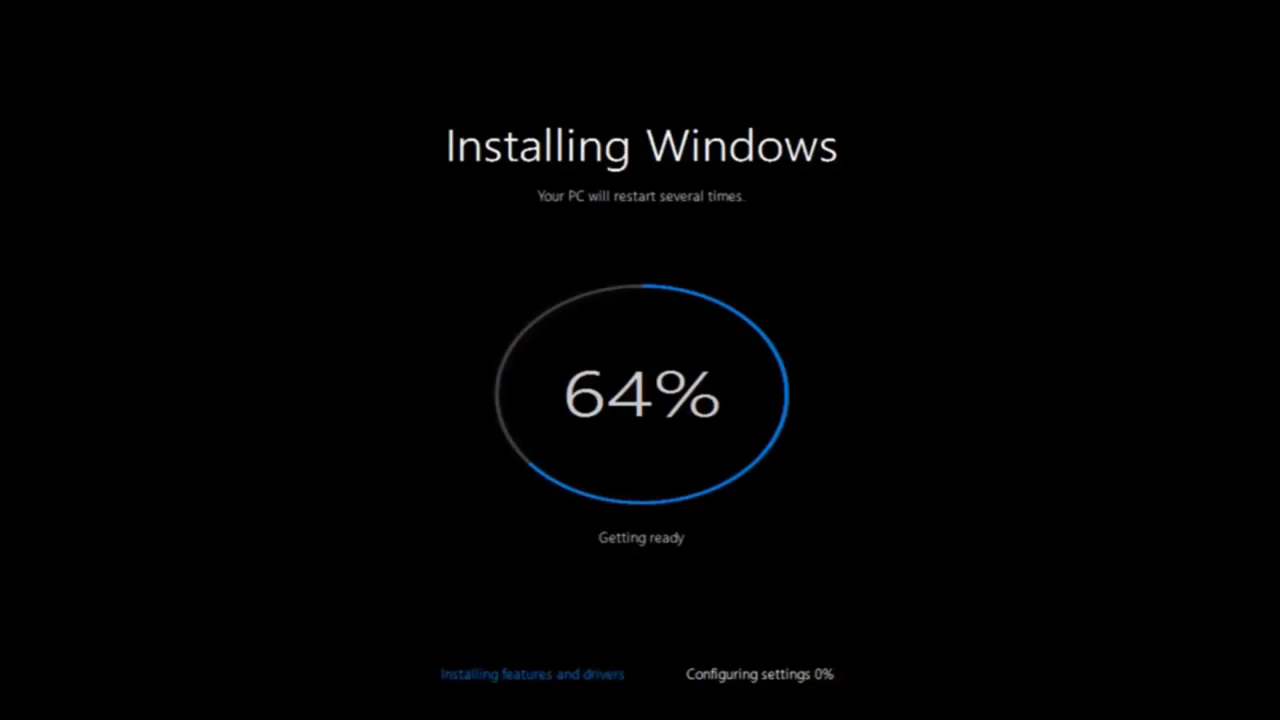 Installing Windows
Your PC will restart several times.
64%
Getting ready
Installing features and drivers Configuring settings 0%